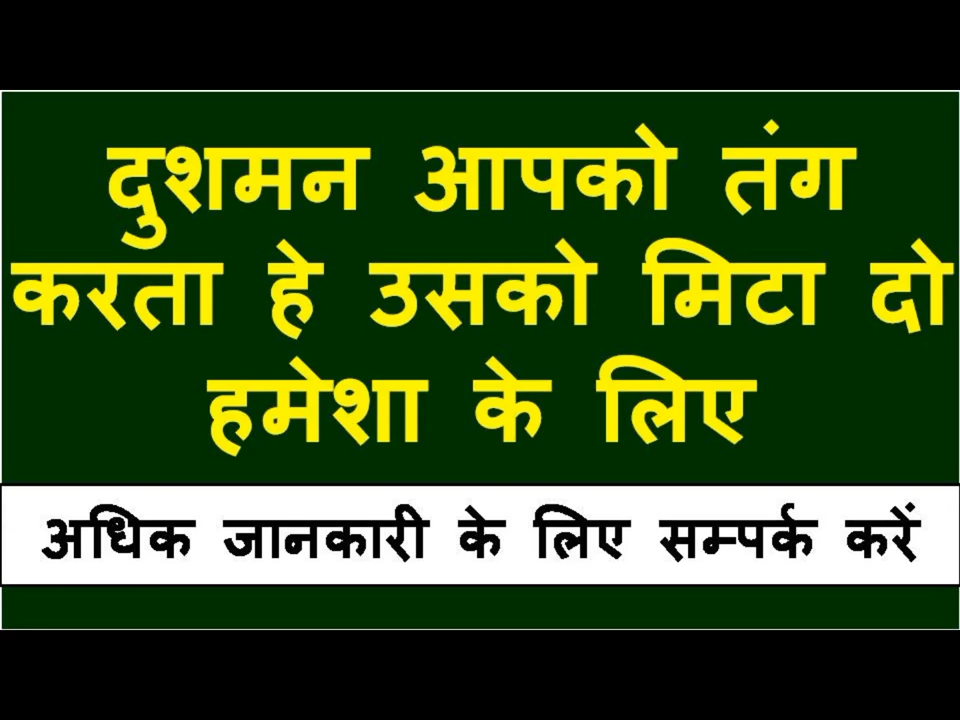 दुशमन आपको तंग
करता हे उसको मिटा दो
हमेशा के लिए
अधिक जानकारी के लिए सम्पर्क करें